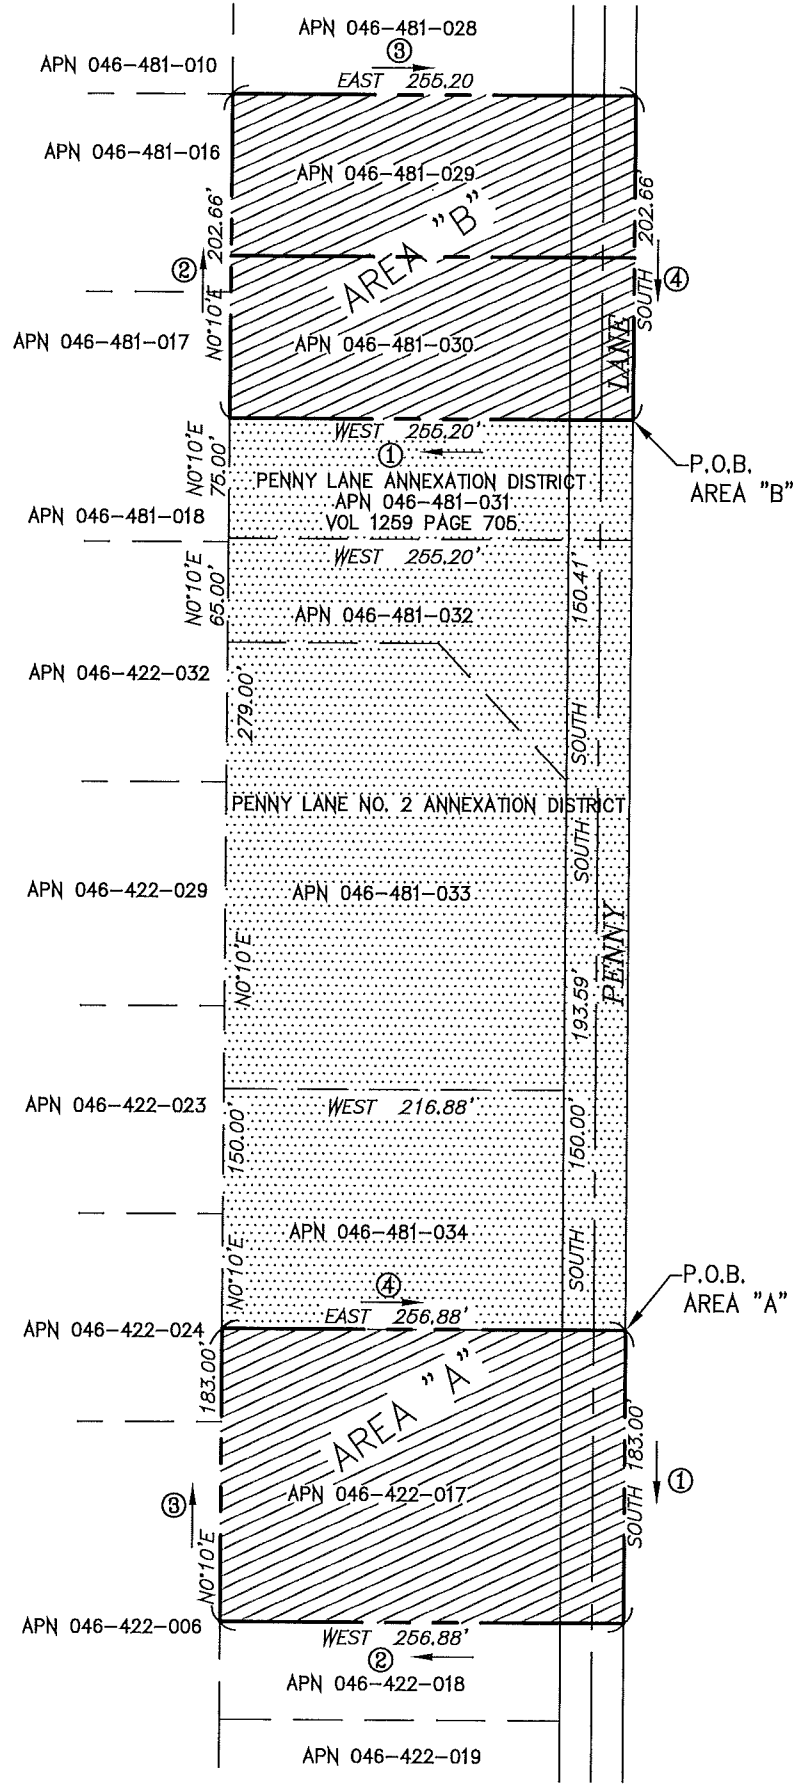 APN 046-481-028
APN 046-481-010
③
EAST 255.20
APN 046-481-016
APN 046-481-029
202.66'
202.66'
AREA "B"
②
④
N0°10'E
SOUTH
APN 046-481-017
APN 046-481-030
LANE
WEST 255.20'
①
P.O.B.
AREA "B"
N0°10'E
75.00'
PENNY LANE ANNEXATION DISTRICT
APN 046-481-031
VOL 1259 PAGE 705
APN 046-481-018
WEST 255.20'
N0°10'E
65.00'
150.41'
APN 046-481-032
APN 046-422-032
279.00'
SOUTH
PENNY LANE NO. 2 ANNEXATION DISTRICT
SOUTH
APN 046-422-029
APN 046-481-033
PENNY
N0°10'E
193.59'
APN 046-422-023
WEST 216.88'
150.00'
150.00'
APN 046-481-034
N0°10'E
SOUTH
④
P.O.B.
AREA "A"
EAST 256.88'
APN 046-422-024
183.00'
AREA "A"
183.00'
①
APN 046-422-017
③
SOUTH
N0°10'E
APN 046-422-006
WEST 256.88'
②
APN 046-422-018
APN 046-422-019